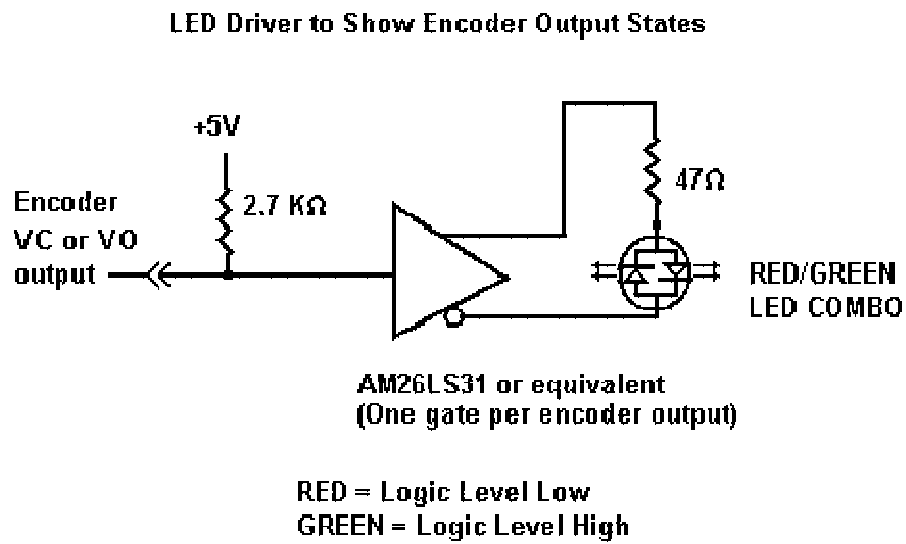 LED Driver to Show Encoder Output States
+5V
2.7 KΩ
47Ω
Encoder
VC or VO
output
RED/GREEN
LED COMBO
AM26LS31 or equivalent
(One gate per encoder output)
RED = Logic Level Low
GREEN = Logic Level High